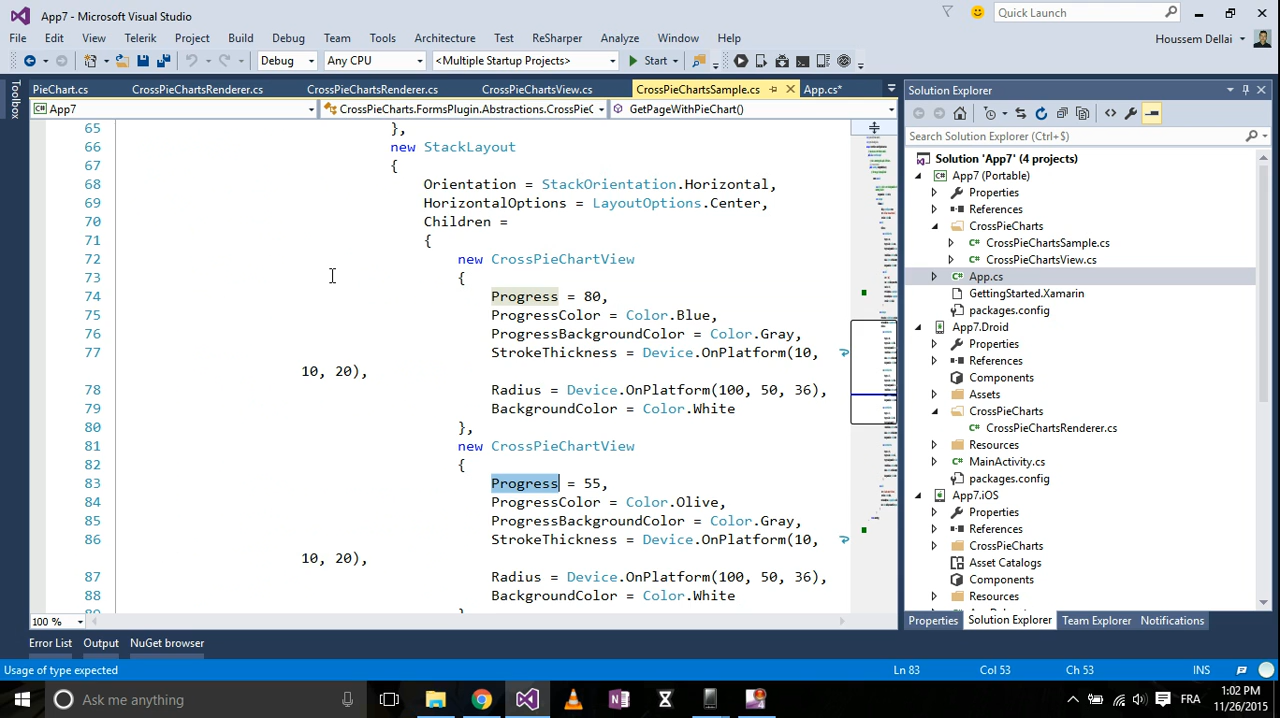 App7 - Microsoft Visual Studio
Quick Launch
File Edit View Telerik Project Build Debug Team Tools Architecture Test ReSharper Analyze Window Help
Houssem Dellai
Debug Any CPU <Multiple Startup Projects> Start
Toolbox
PieChart.cs CrossPieChartsRenderer.cs CrossPieChartRenderer.cs CrossPieChartsView.cs CrossPieChartsSample.cs App.cs*
App7 CrossPieCharts.FormsPlugin.Abstractions.CrossPieC GetPageWithPieChart()
65 },
66 new StackLayout
67 {
68 Orientation = StackOrientation.Horizontal,
69 HorizontalOptions = LayoutOptions.Center,
70 Children =
71 {
72 new CrossPieChartView
73 {
74 Progress = 80,
75 ProgressColor = Color.Blue,
76 ProgressBackgroundColor = Color.Gray,
77 StrokeThickness = Device.OnPlatform(10,
10, 20),
78 Radius = Device.OnPlatform(100, 50, 36),
79 BackgroundColor = Color.White
80 },
81 new CrossPieChartView
82 {
83 Progress = 55,
84 ProgressColor = Color.Olive,
85 ProgressBackgroundColor = Color.Gray,
86 StrokeThickness = Device.OnPlatform(10,
10, 20),
87 Radius = Device.OnPlatform(100, 50, 36),
88 BackgroundColor = Color.White
100 %
Solution Explorer
Search Solution Explorer (Ctrl+$)
Solution 'App7' (4 projects)
App7 (Portable)
Properties
References
CrossPieCharts
C# CrossPieChartsSample.cs
C# CrossPieChartsView.cs
C# App.cs
GettingStarted.Xamarin
packages.config
App7.Droid
Properties
References
Components
Assets
CrossPieCharts
C# CrossPieChartsRenderer.cs
Resources
C# MainActivity.cs
packages.config
App7.iOS
Properties
References
CrossPieCharts
Asset Catalogs
Components
Resources
Properties Solution Explorer Team Explorer Notifications
Error List Output NuGet browser
Usage of type expected Ln 83 Col 53 Ch 53 INS
Ask me anything
FRA
1:02 PM
11/26/2015